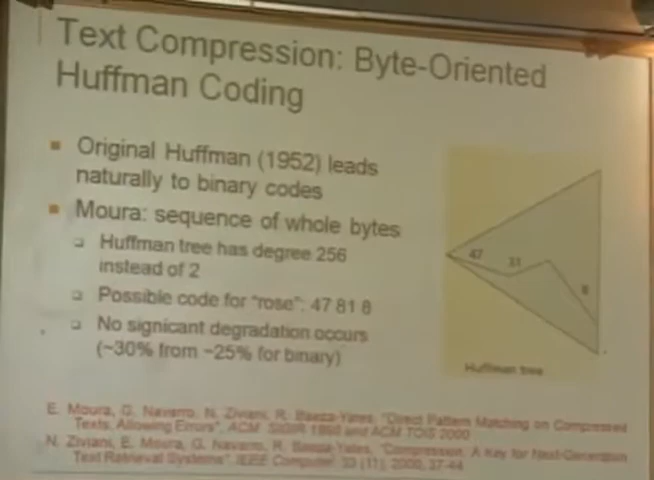 Text Compression: Byte-Oriented
Huffman Coding
Original Huffman (1952) leads
naturally to binary codes
Moura: sequence of whole bytes
Huffman tree has degree 256
instead of 2
Possible code for "rose": 47 81 8
No signicant degradation occurs
(~30% from ~25% for binary)
47
31
8
Huffman tree
E. Moura, G. Navarro, N. Ziviani, R. Baeza-Yates, "Direct Pattern Matching on Compressed
Texts, Allowing Errors", ACM SIGIR 1998 and ACM TOIS 2000
N. Ziviani, E. Moura, G. Navarro, R. Baeza-Yates, "Compression: A Key for Next-Generation
Text Retrieval Systems", IEEE Computer, 33 (11), 2000, 37-44